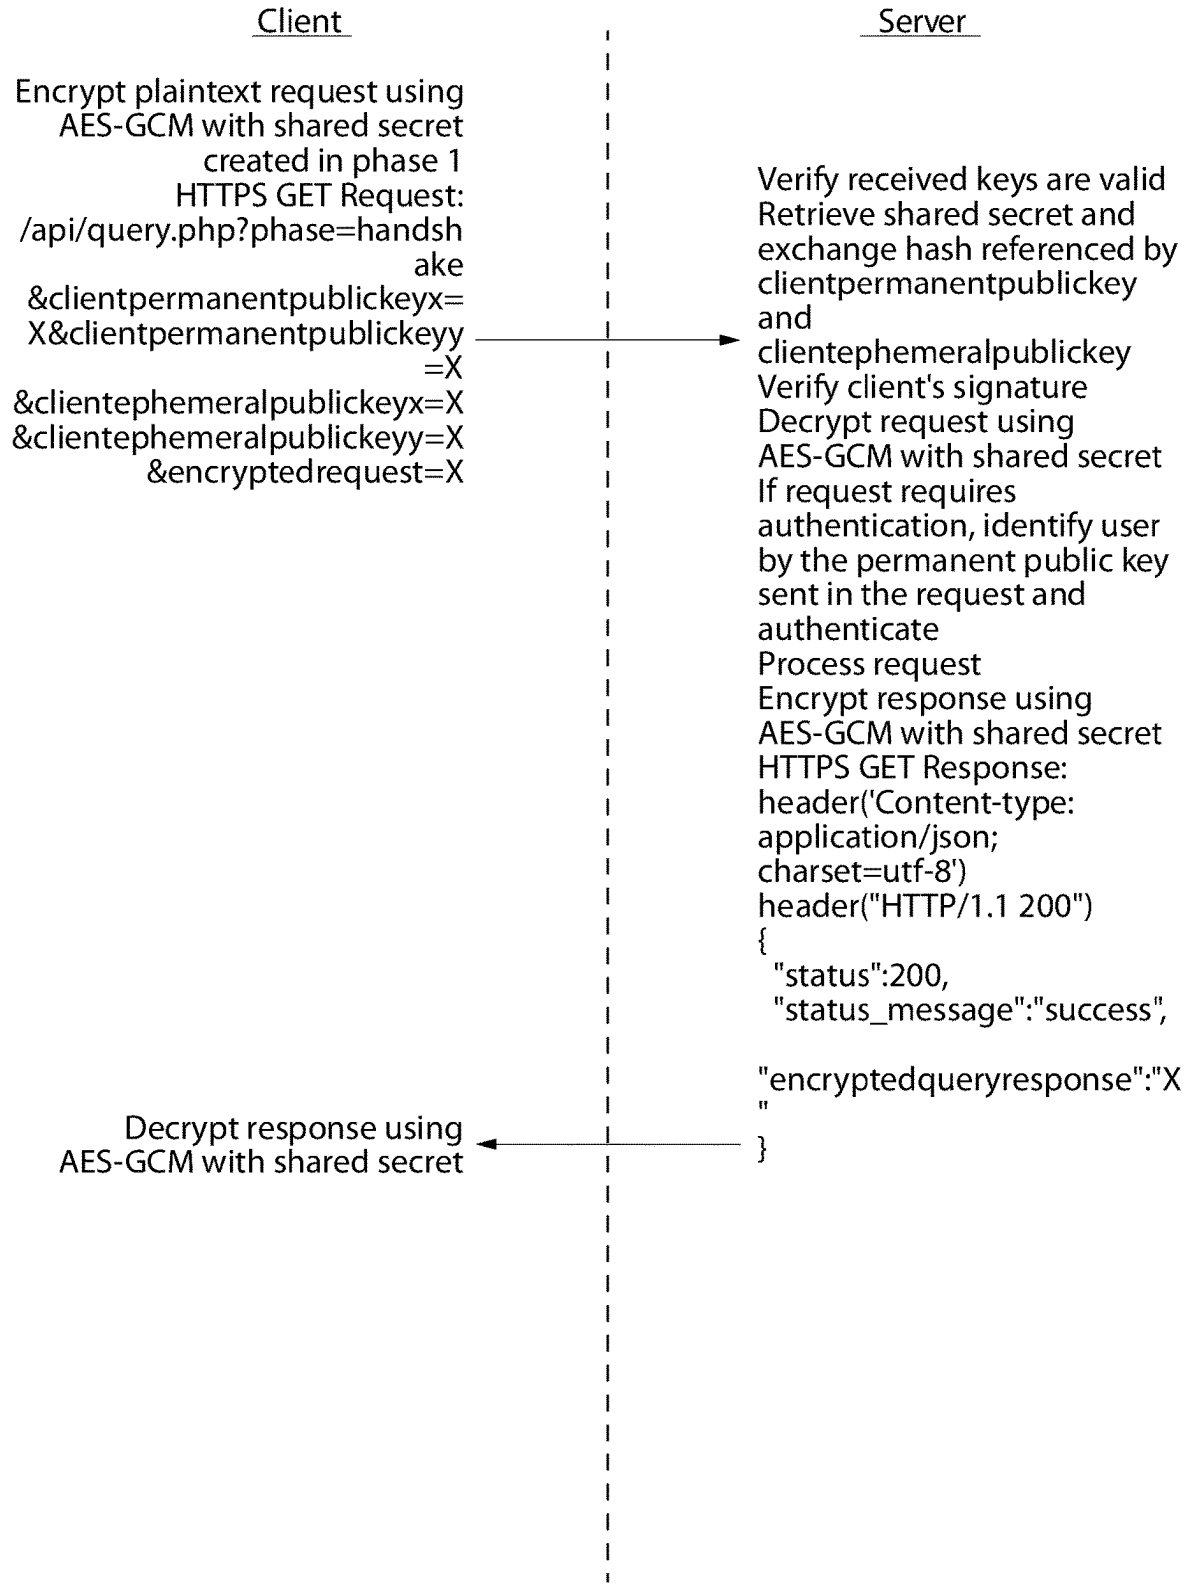 Client
Server
Encrypt plaintext request using
AES-GCM with shared secret
created in phase 1
HTTPS GET Request:
/api/query.php?phase=handsh
ake
&clientpermanentpublickeyx=
X&clientpermanentpublickeyy
=X
&clientephemeralpublickeyx=X
&clientephemeralpublickeyy=X
&encryptedrequest=X
Verify received keys are valid
Retrieve shared secret and
exchange hash referenced by
clientpermanentpublickey
and
clientephemeralpublickey
Verify client's signature
Decrypt request using
AES-GCM with shared secret
If request requires
authentication, identify user
by the permanent public key
sent in the request and
authenticate
Process request
Encrypt response using
AES-GCM with shared secret
HTTPS GET Response:
header('Content-type:
application/json;
charset=utf-8')
header("HTTP/1.1 200")
{
"status":200,
"status_message":"success",
"encryptedqueryresponse":"X
"
}
Decrypt response using
AES-GCM with shared secret